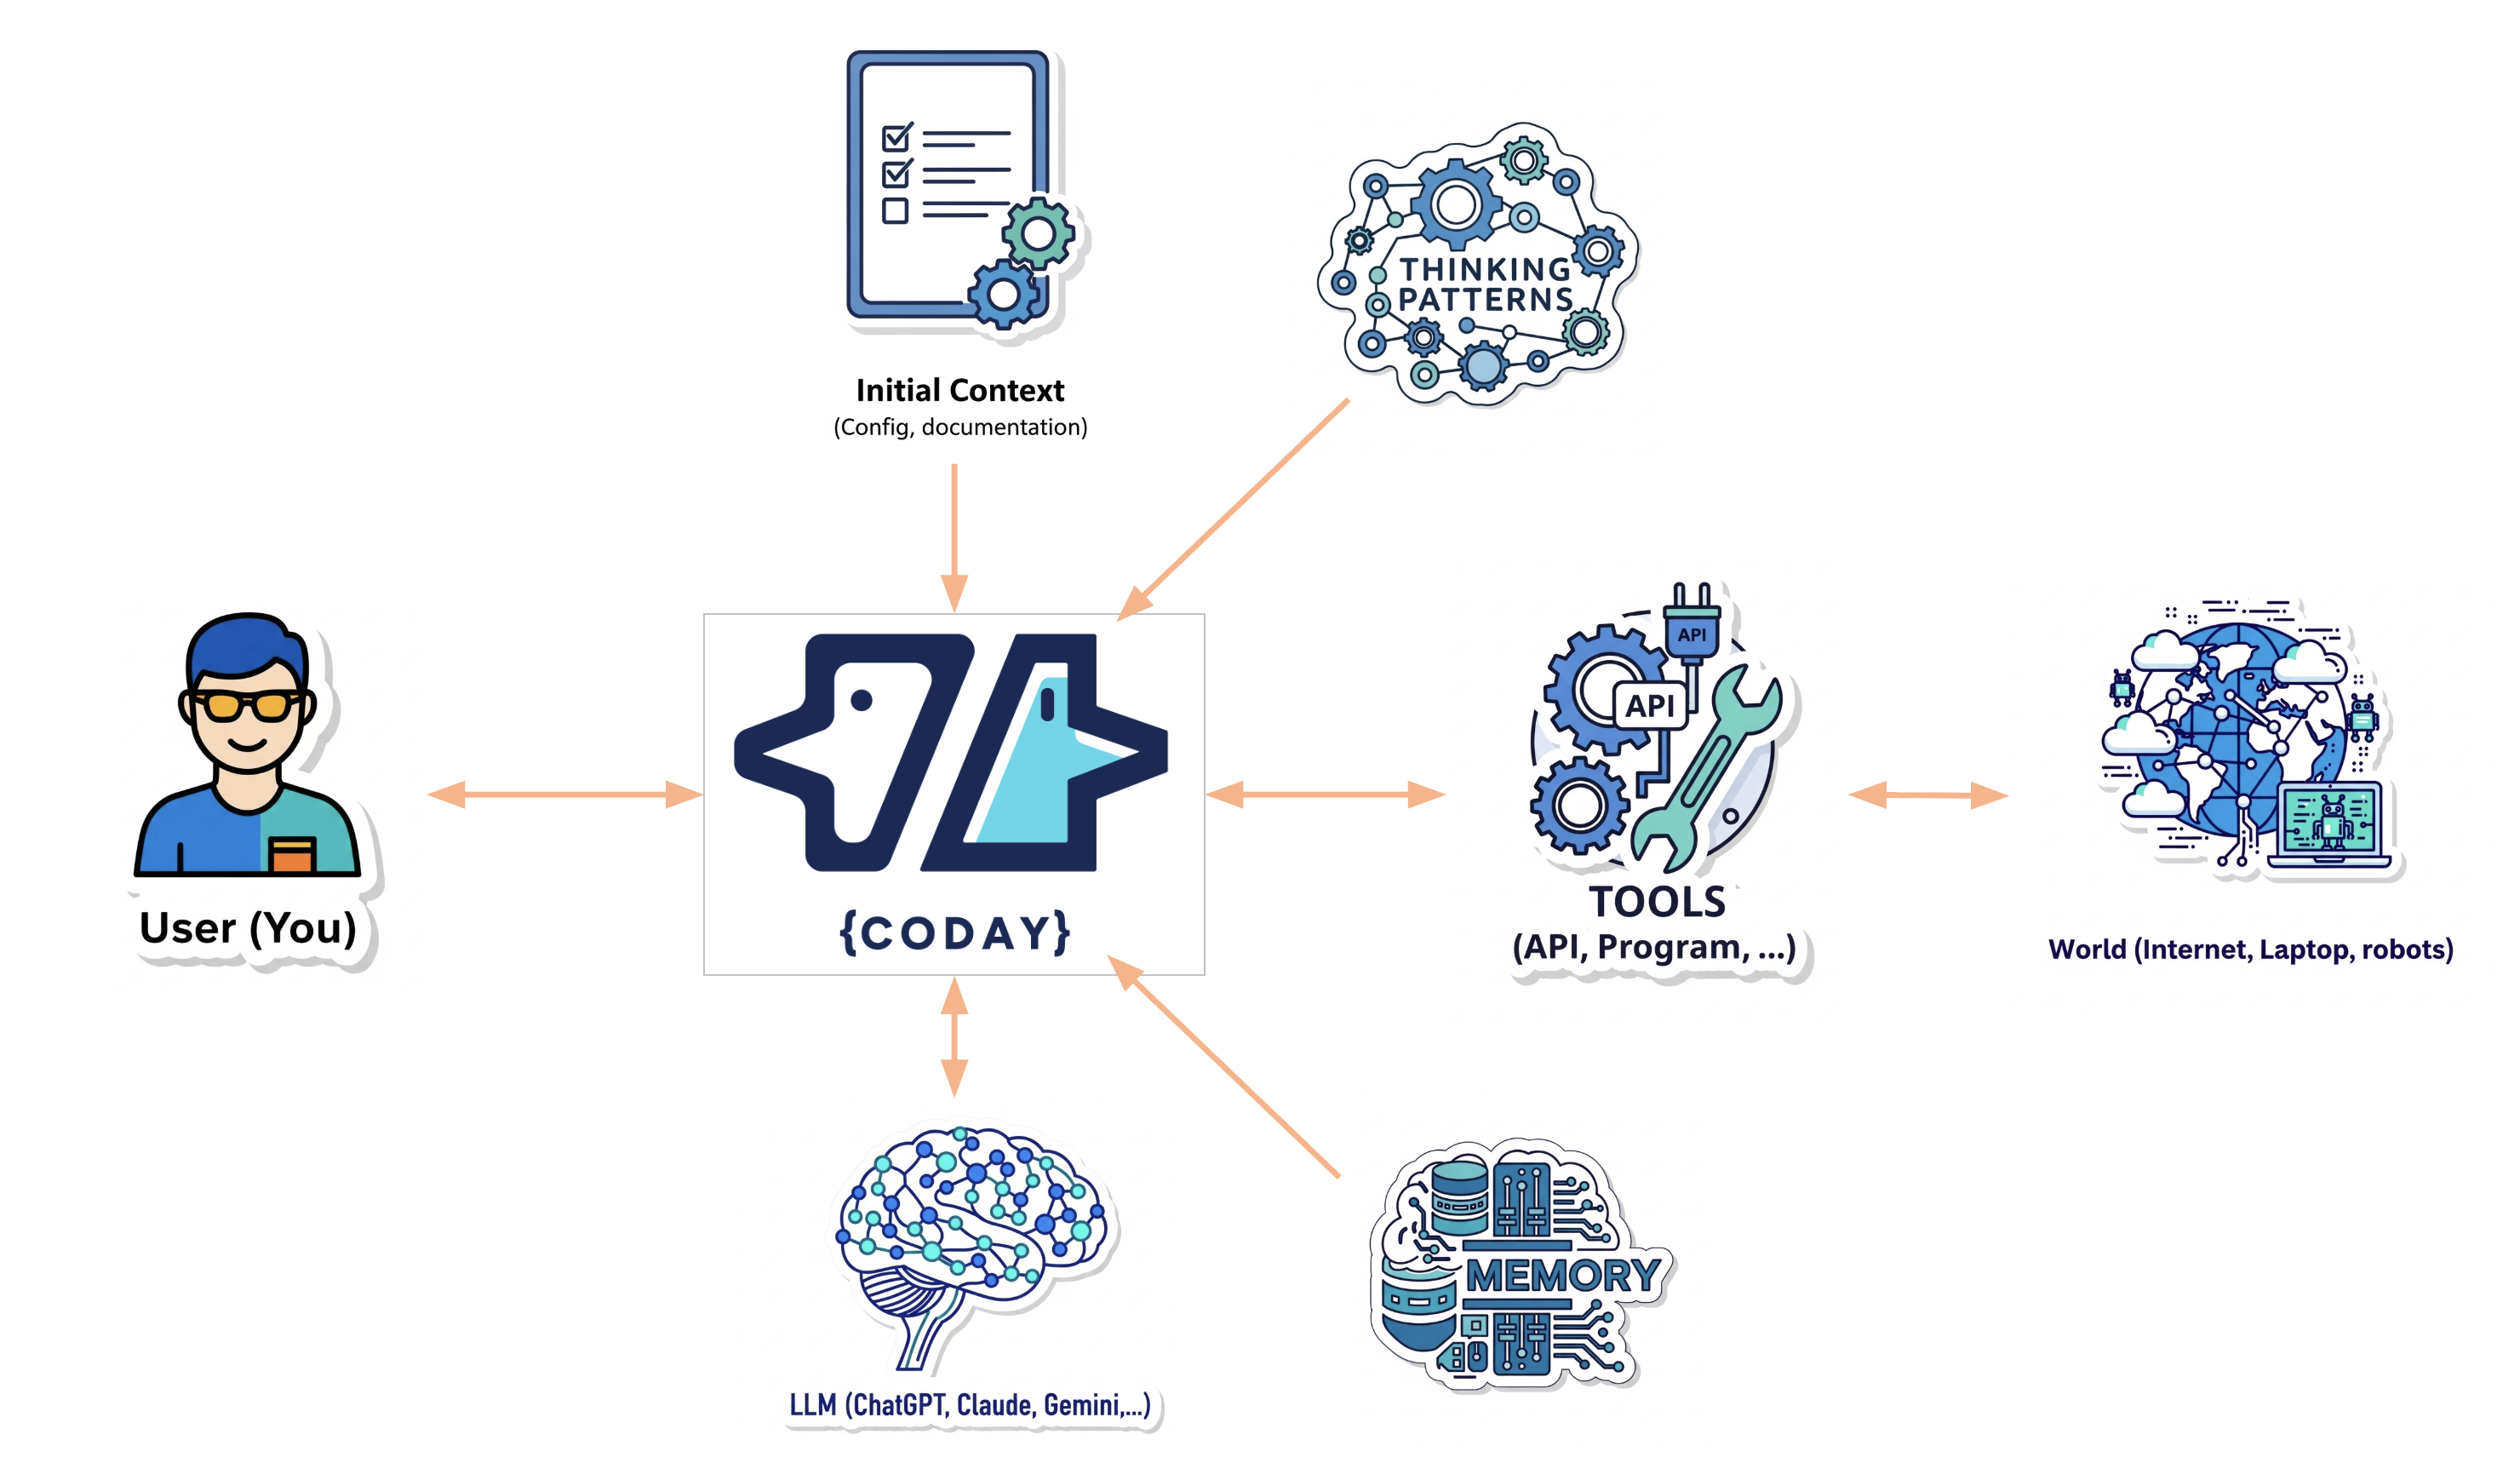 Initial Context
(Config, documentation)
THINKING
PATTERNS
API
API
User (You)
{CODAY}
TOOLS
(API, Program, ...)
World (Internet, Laptop, robots)
LLM (ChatGPT, Claude, Gemini,...)
MEMORY